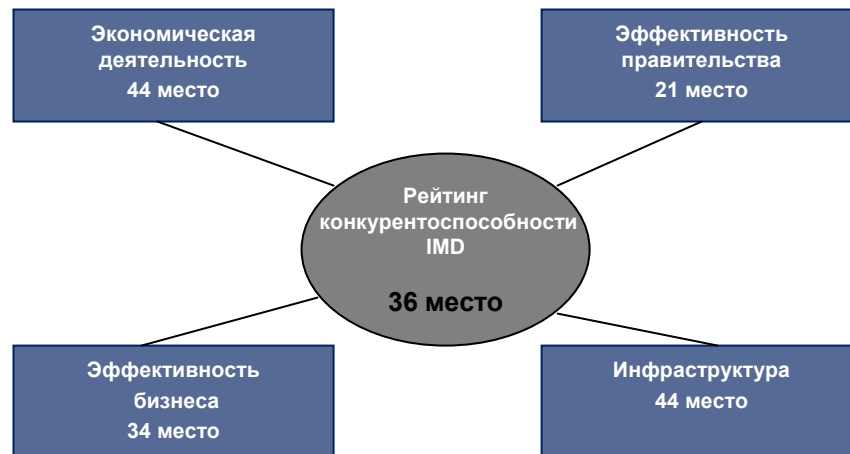 Экономическая
деятельность
44 место
Эффективность
правительства
21 место
Рейтинг
конкурентоспособности
IMD
36 место
Эффективность
бизнеса
34 место
Инфраструктура
44 место